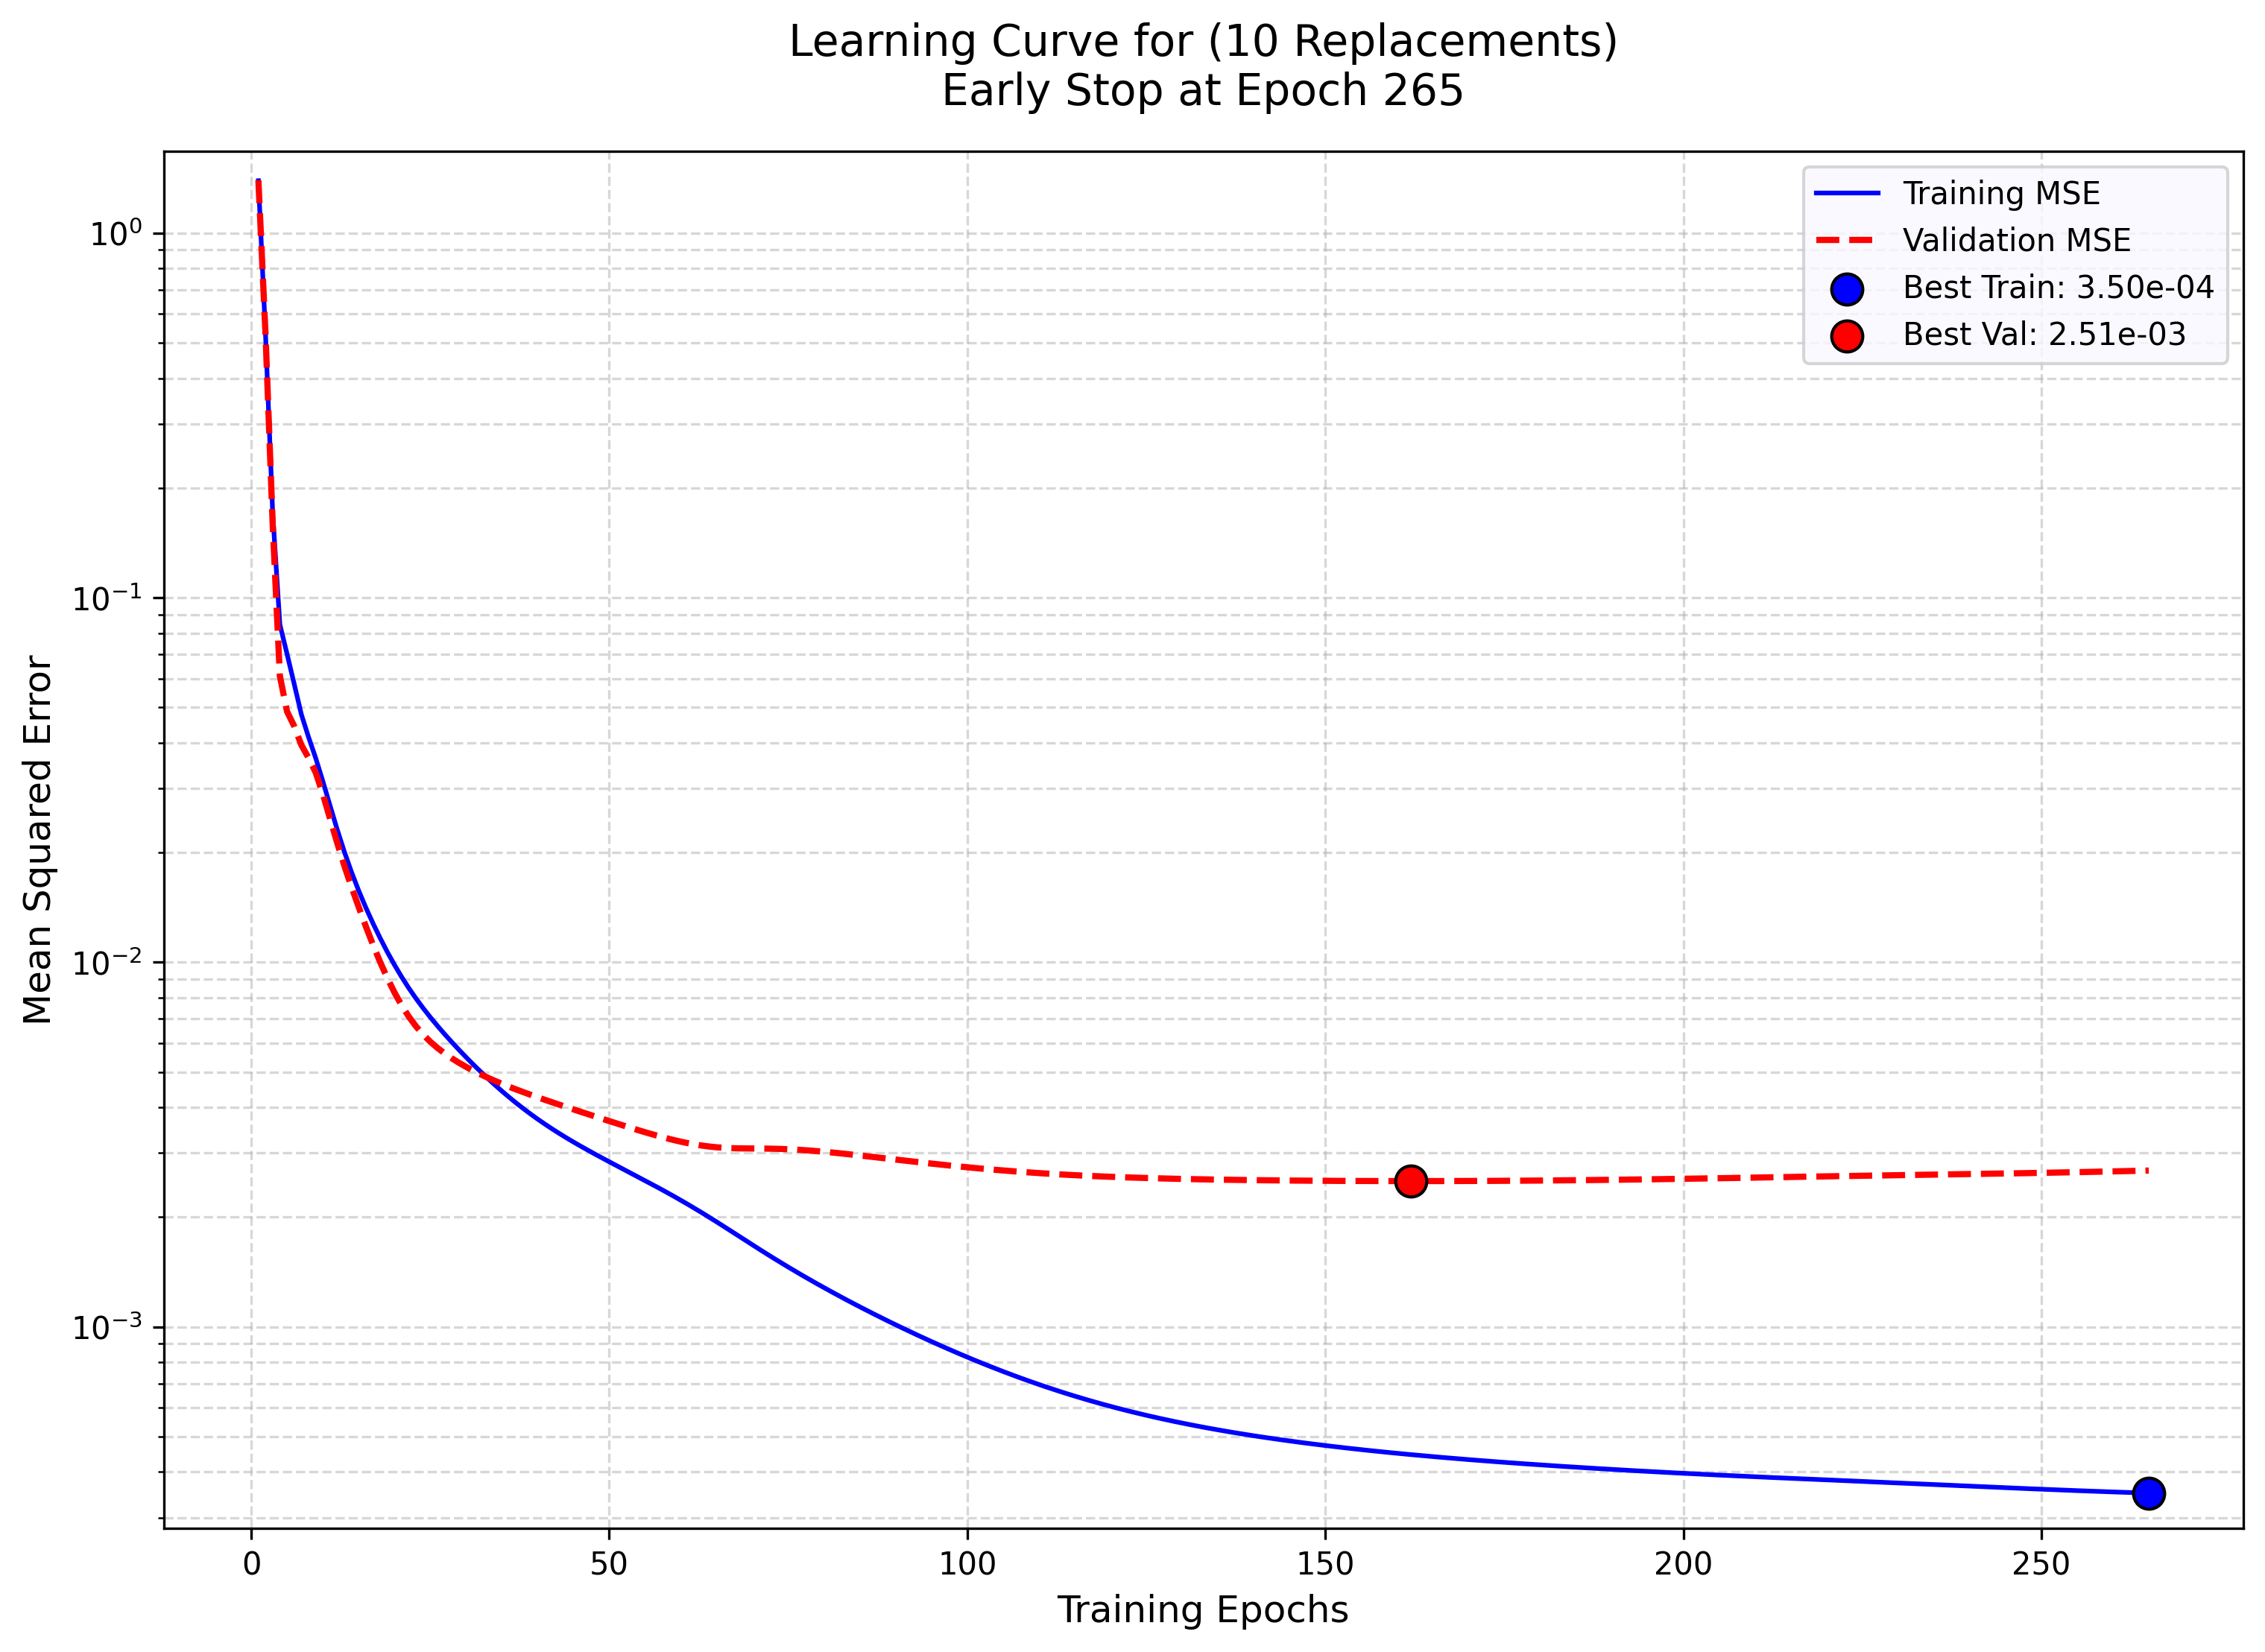 Learning Curve for (10 Replacements)
Early Stop at Epoch 265
Training MSE
Validation MSE
Best Train: 3.50e-04
Best Val: 2.51e-03
Mean Squared Error
10⁰
10⁻¹
10⁻²
10⁻³
0 50 100 150 200 250
Training Epochs